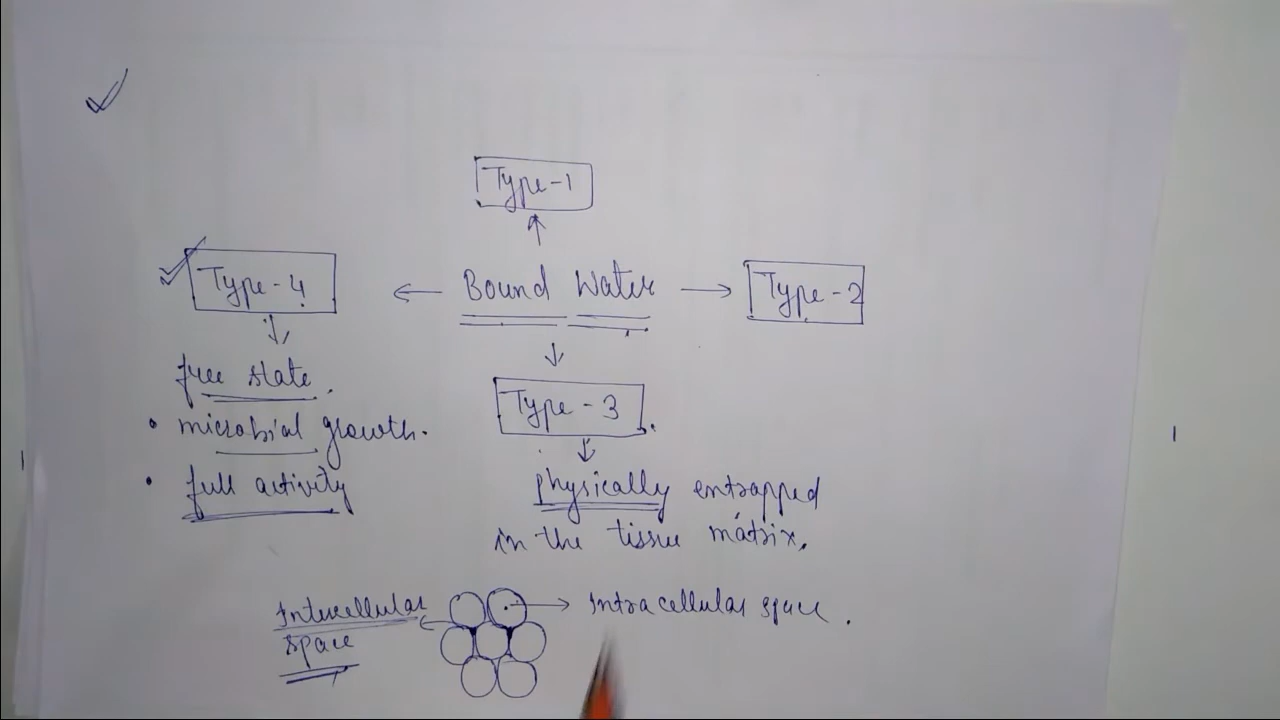 Type-1
Type-4
Bound Water
Type-2
free state.
• microbial growth.
• full activity
Type-3
physically entrapped
in the tissue matrix.
Intercellular
space
Intracellular space.